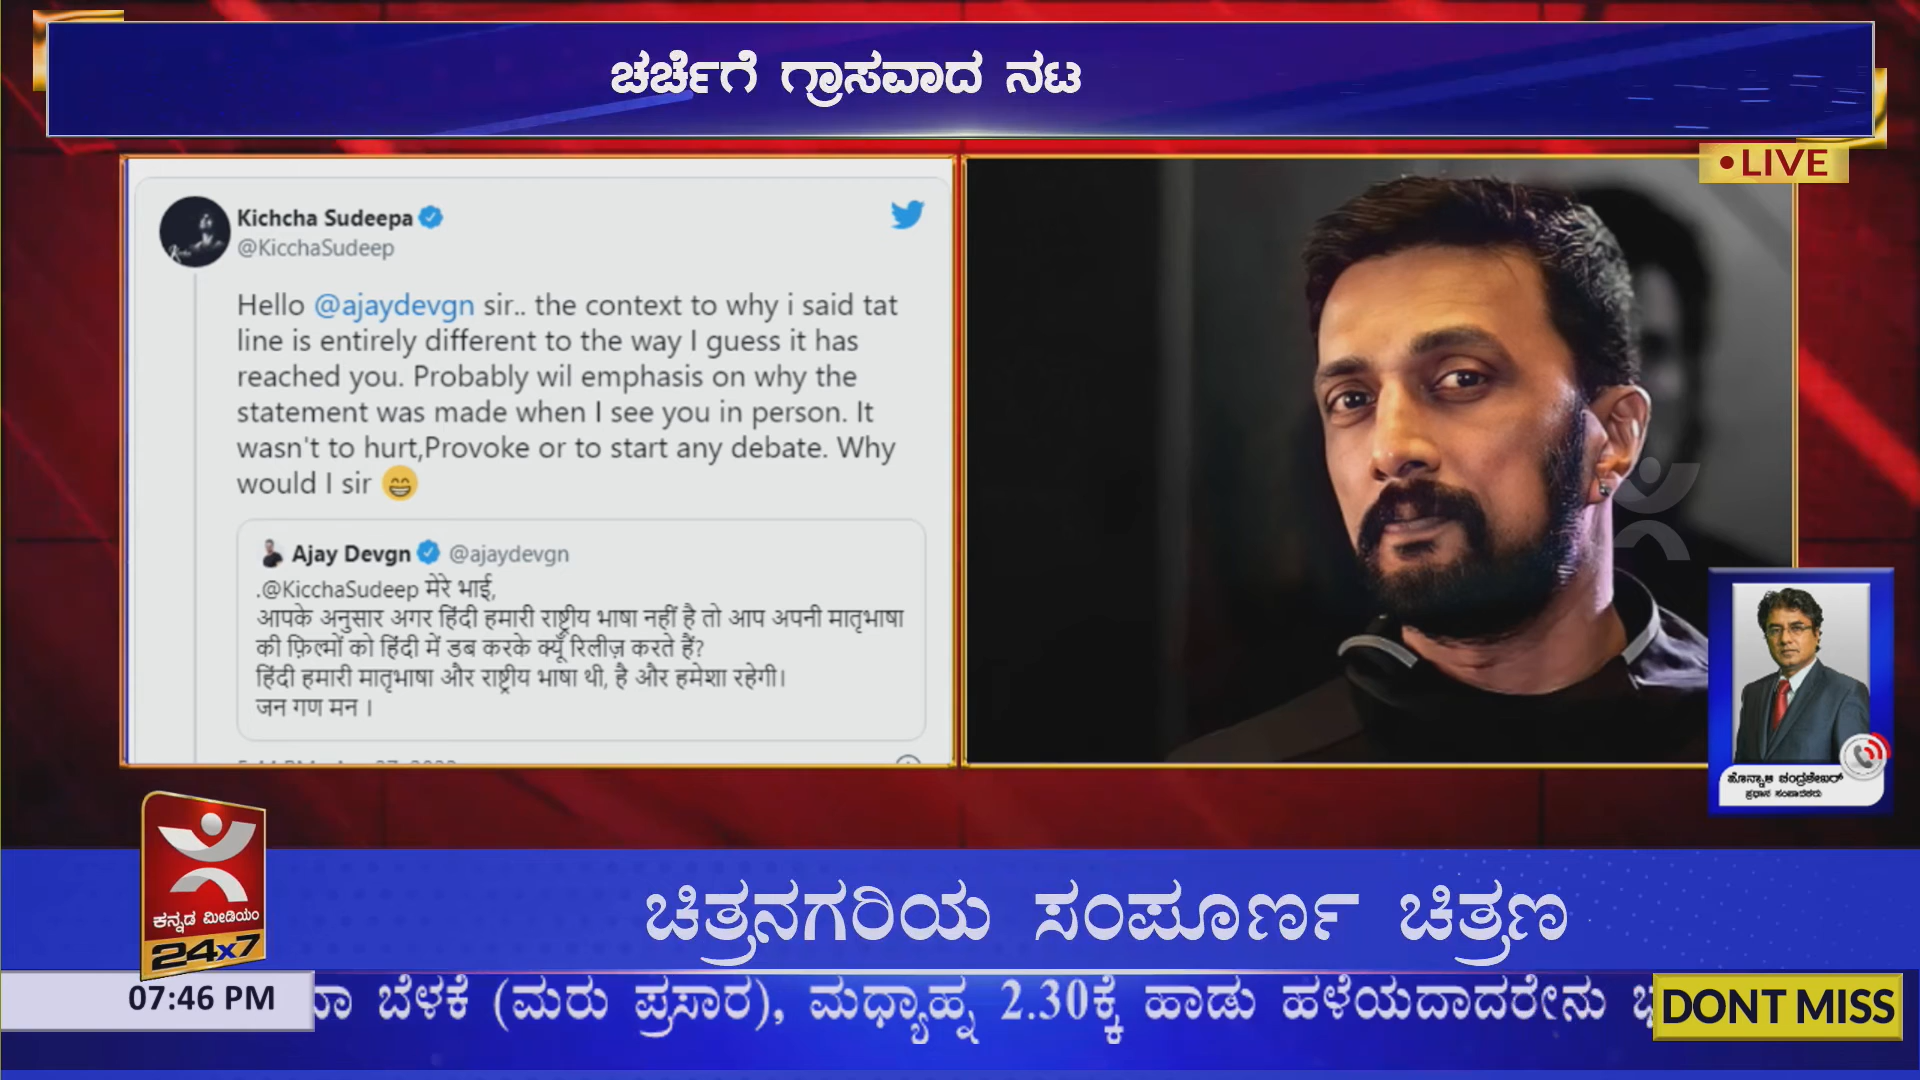 ಚರ್ಚೆಗೆ ಗ್ರಾಸವಾದ ನಟ
• LIVE
Kichcha Sudeepa
@KicchaSudeep
Hello @ajaydevgn sir.. the context to why i said tat
line is entirely different to the way I guess it has
reached you. Probably wil emphasis on why the
statement was made when I see you in person. It
wasn't to hurt,Provoke or to start any debate. Why
would I sir 😄
Ajay Devgn @ajaydevgn
.@KicchaSudeep मेरे भाई,
आपके अनुसार अगर हिंदी हमारी राष्ट्रीय भाषा नहीं है तो आप अपनी मातृभाषा
की फ़िल्मों को हिंदी में डब करके क्यूँ रिलीज़ करते हैं?
हिंदी हमारी मातृभाषा और राष्ट्रीय भाषा थी, है और हमेशा रहेगी।
जन गण मन ।
ಹೊನ್ನಾಳಿ ಚಂದ್ರಶೇಖರ್
ಪ್ರಧಾನ ಸಂಪಾದಕರು
ಕನ್ನಡ ಮೀಡಿಯಂ
24x7
ಚಿತ್ರನಗರಿಯ ಸಂಪೂರ್ಣ ಚಿತ್ರಣ
07:46 PM
ಬೆಳಕೆ (ಮರು ಪ್ರಸಾರ), ಮಧ್ಯಾಹ್ನ 2.30ಕ್ಕೆ ಹಾಡು ಹಳೆಯದಾದರೇನು
DONT MISS